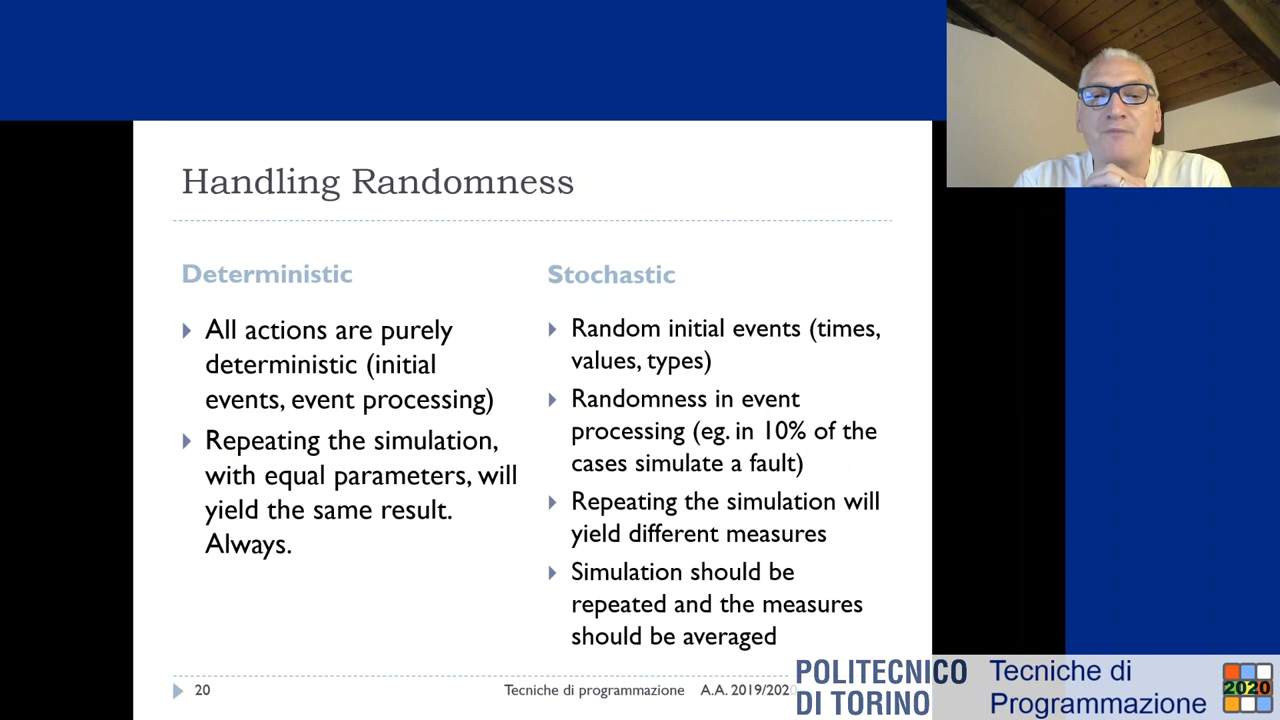 Handling Randomness
Deterministic
All actions are purely
deterministic (initial
events, event processing)
Repeating the simulation,
with equal parameters, will
yield the same result.
Always.
Stochastic
Random initial events (times,
values, types)
Randomness in event
processing (eg. in 10% of the
cases simulate a fault)
Repeating the simulation will
yield different measures
Simulation should be
repeated and the measures
should be averaged
20
Tecniche di programmazione A.A. 2019/2020
POLITECNICO
DI TORINO
Tecniche di
Programmazione
2020